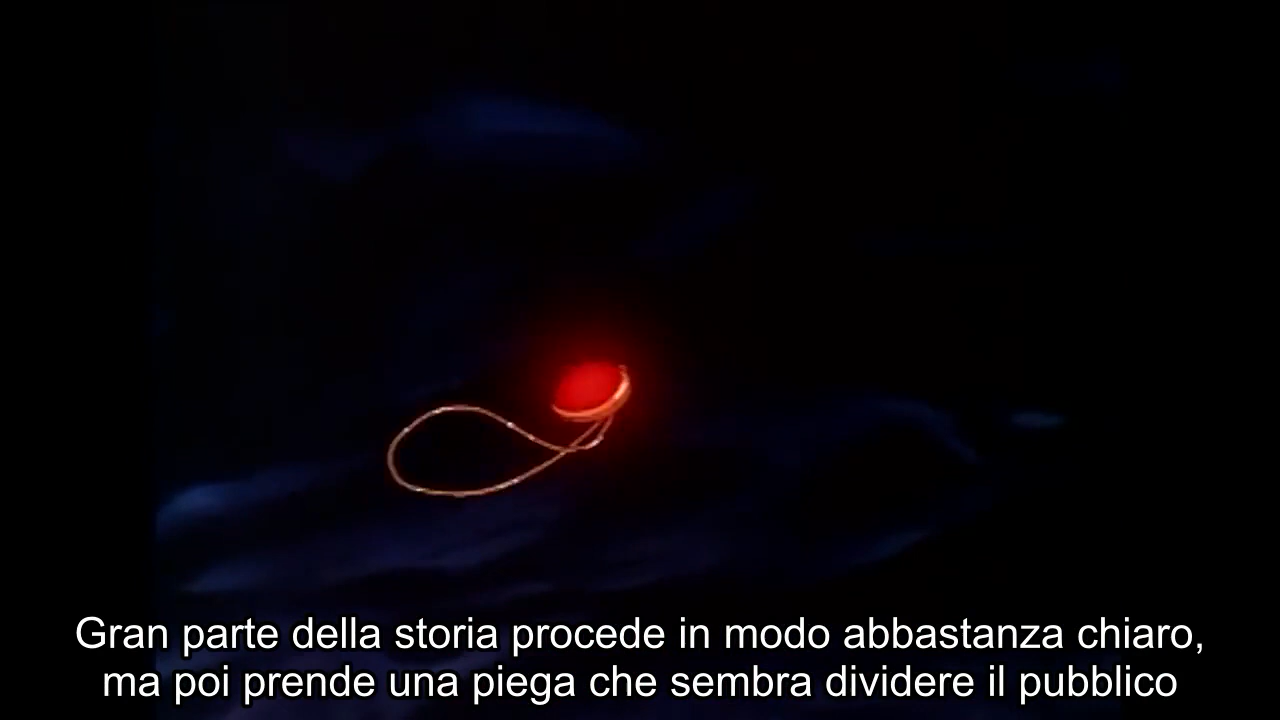 Gran parte della storia procede in modo abbastanza chiaro,
ma poi prende una piega che sembra dividere il pubblico